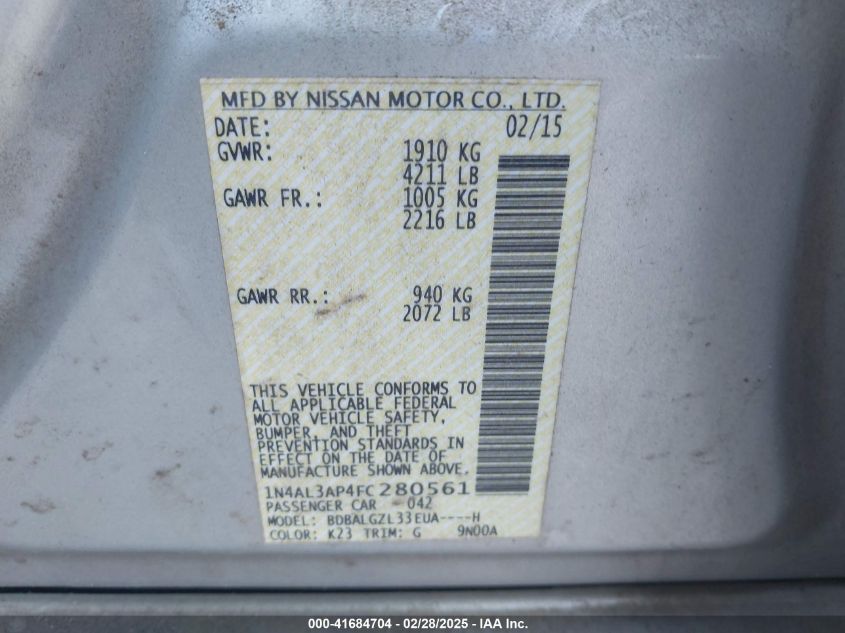 MFD BY NISSAN MOTOR CO., LTD.
DATE: 02/15
GVWR: 1910 KG
4211 LB
GAWR FR.: 1005 KG
2216 LB
GAWR RR.: 940 KG
2072 LB
THIS VEHICLE CONFORMS TO
ALL APPLICABLE FEDERAL
MOTOR VEHICLE SAFETY,
BUMPER, AND THEFT
PREVENTION STANDARDS IN
EFFECT ON THE DATE OF
MANUFACTURE SHOWN ABOVE.
1N4AL3AP4FC280561
PASSENGER CAR 042
MODEL: BDBALGZL33EUA----H
COLOR: K23 TRIM: G 9N00A
000-41684704 - 02/28/2025 - IAA Inc.